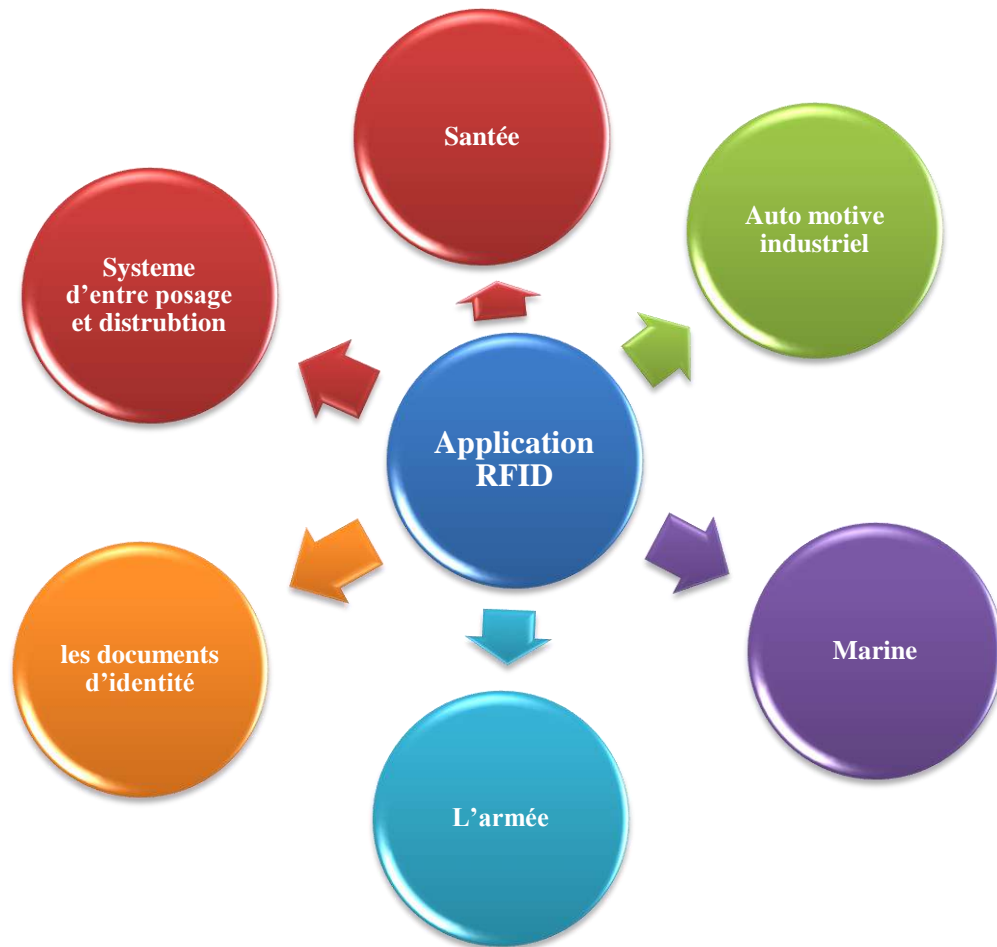 Santée
Auto motive
industriel
Systeme
d’entre posage
et distrubtion
Application
RFID
les documents
d’identité
Marine
L’armée